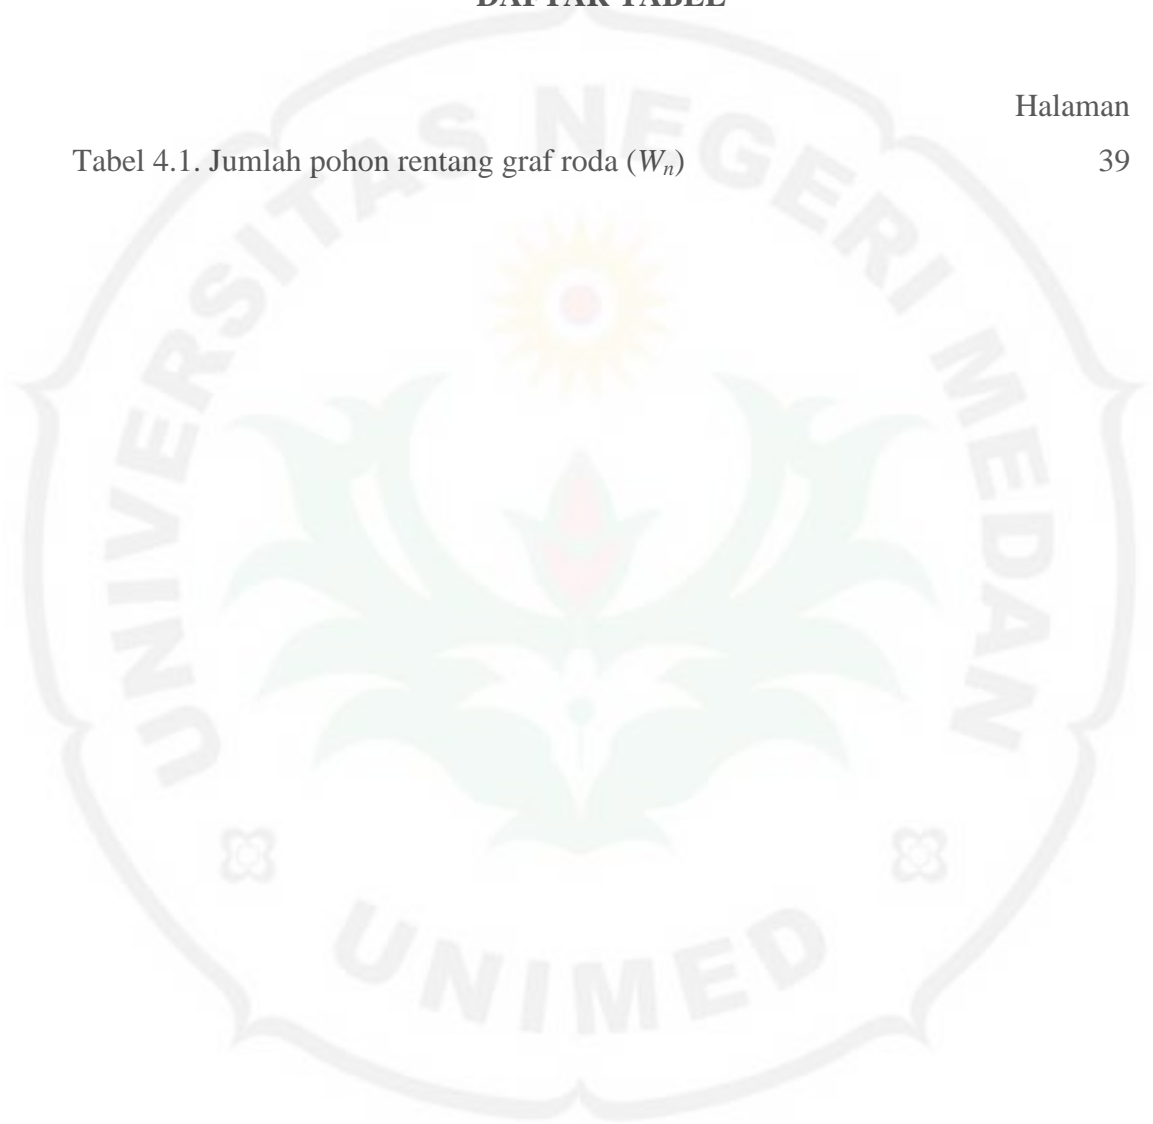 DAFTAR TABEL
Halaman
Tabel 4.1. Jumlah pohon rentang graf roda (Wₙ) 39
UNIVERSITAS NEGERI MEDAN
UNIMED